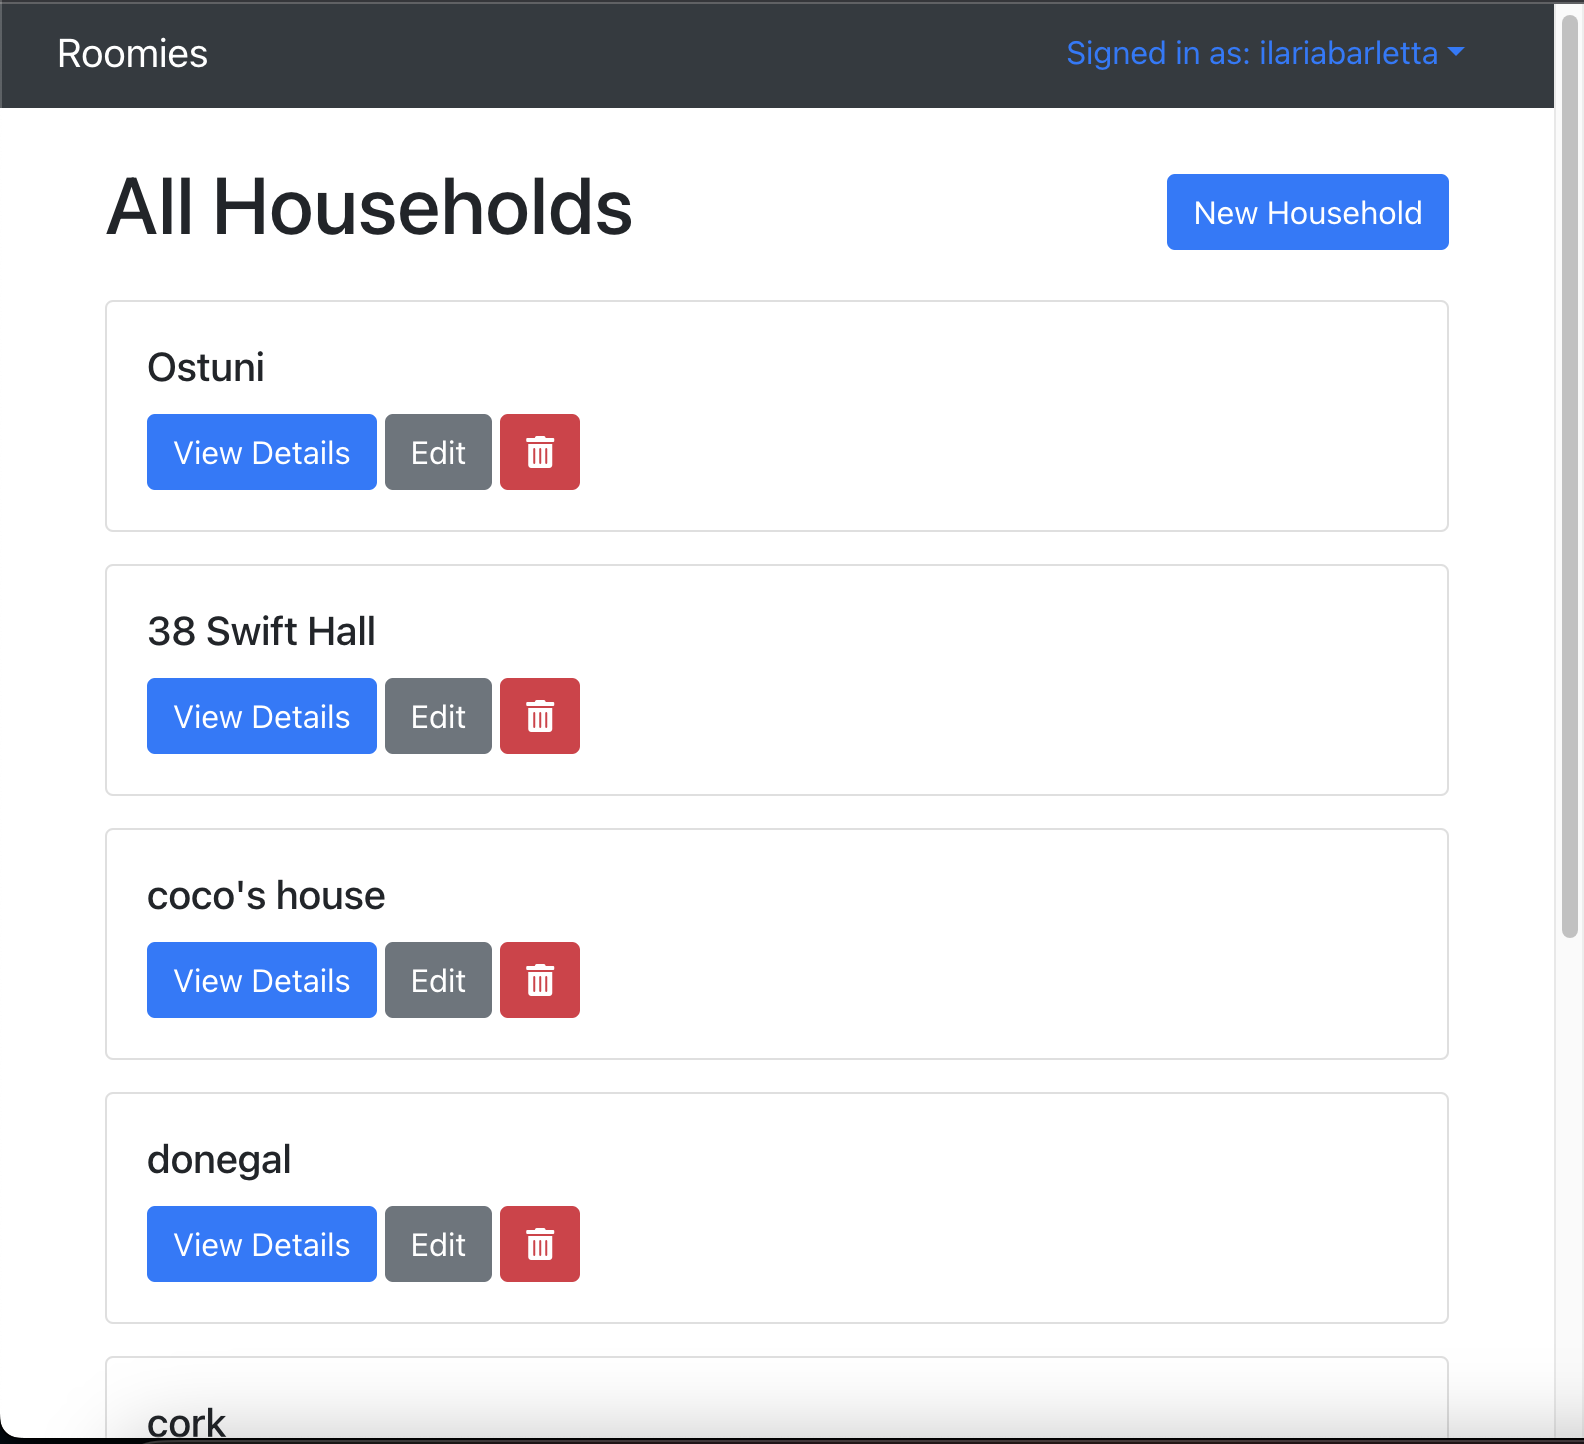 Roomies
Signed in as: ilariabarletta
All Households
New Household
Ostuni
View Details
Edit
38 Swift Hall
View Details
Edit
coco's house
View Details
Edit
donegal
View Details
Edit
cork